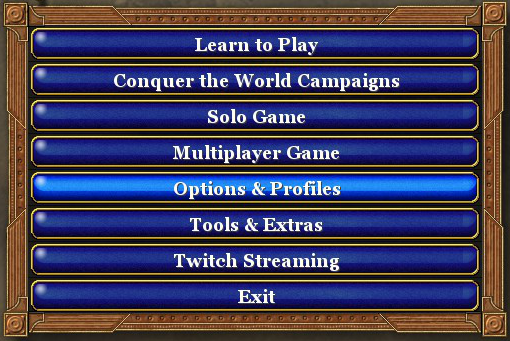 Learn to Play
Conquer the World Campaigns
Solo Game
Multiplayer Game
Options & Profiles
Tools & Extras
Twitch Streaming
Exit